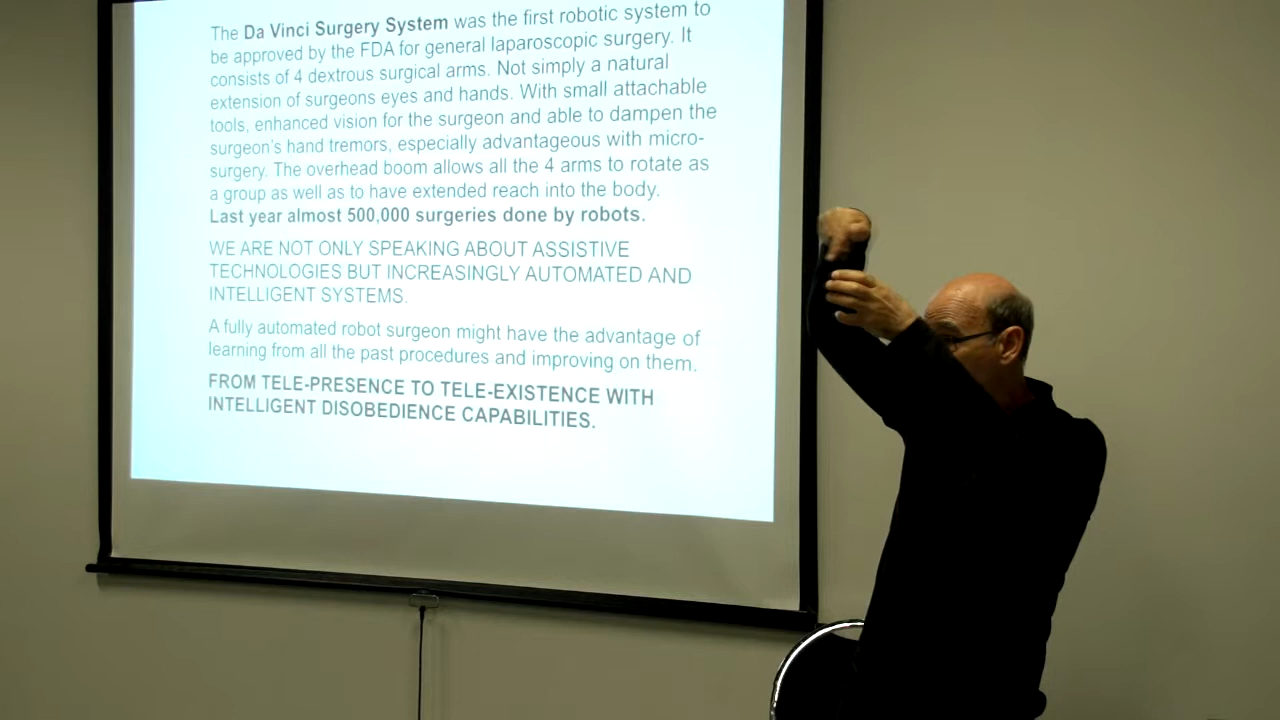 The Da Vinci Surgery System was the first robotic system to
be approved by the FDA for general laparoscopic surgery. It
consists of 4 dextrous surgical arms. Not simply a natural
extension of surgeons eyes and hands. With small attachable
tools, enhanced vision for the surgeon and able to dampen the
surgeon's hand tremors, especially advantageous with micro-
surgery. The overhead boom allows all the 4 arms to rotate as
a group as well as to have extended reach into the body.
Last year almost 500,000 surgeries done by robots.
WE ARE NOT ONLY SPEAKING ABOUT ASSISTIVE
TECHNOLOGIES BUT INCREASINGLY AUTOMATED AND
INTELLIGENT SYSTEMS.
A fully automated robot surgeon might have the advantage of
learning from all the past procedures and improving on them.
FROM TELE-PRESENCE TO TELE-EXISTENCE WITH
INTELLIGENT DISOBEDIENCE CAPABILITIES.